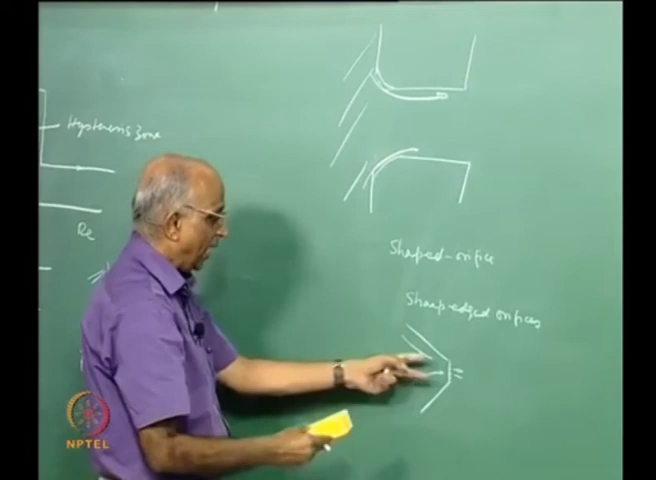 Hysteresis Zone
Re
Shaped-orifice
Sharp-edged orifices
NPTEL